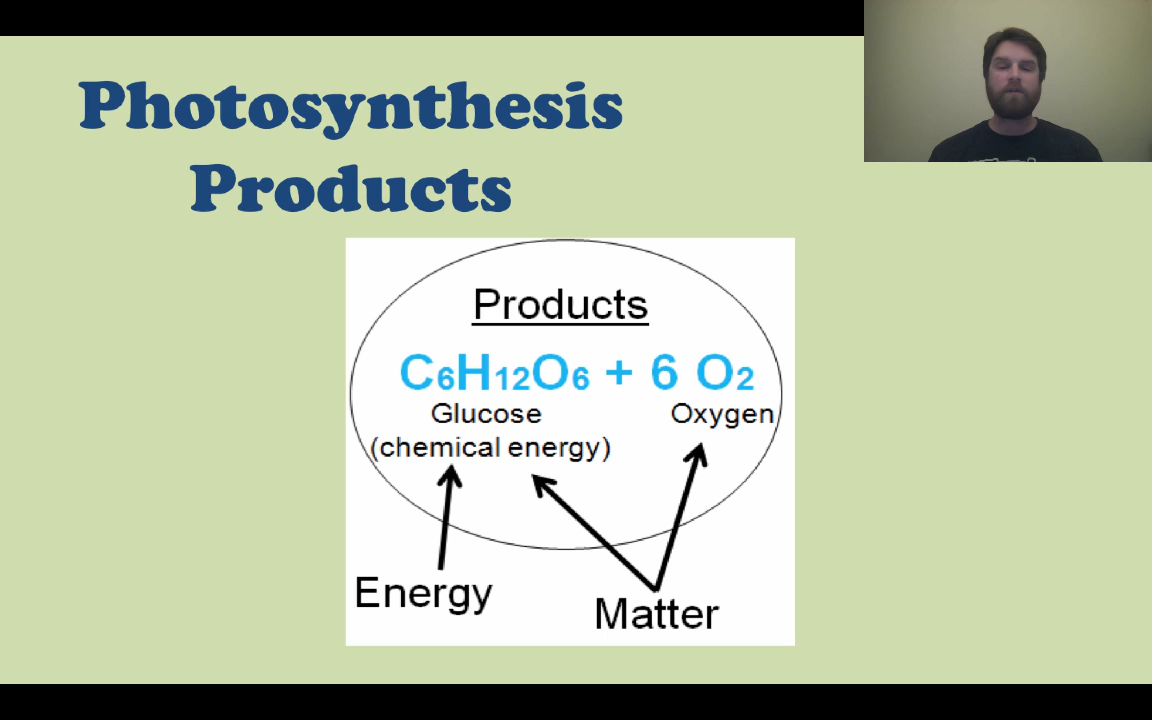 Photosynthesis
Products
Products
C6H12O6 + 6 O2
Glucose Oxygen
(chemical energy)
Energy
Matter